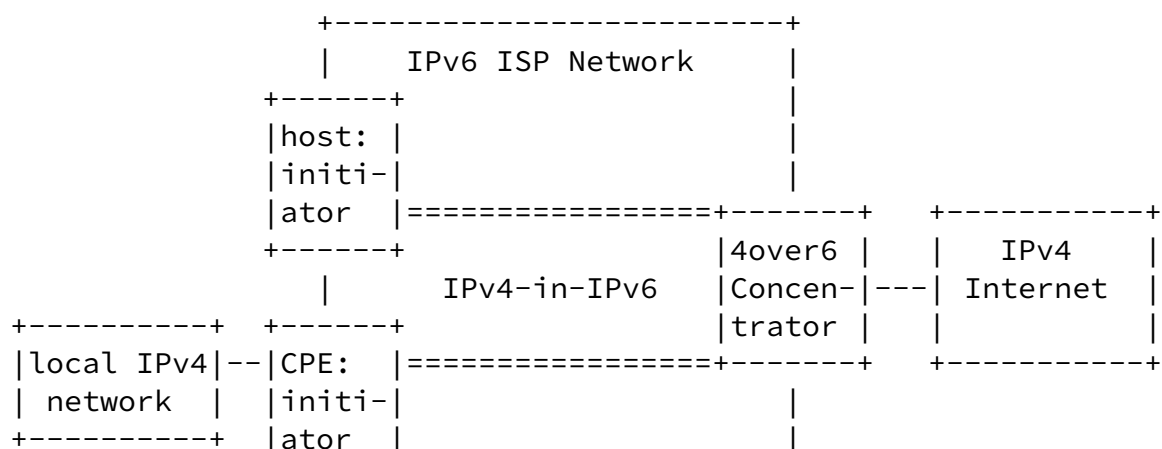 +--------------------------+
|    IPv6 ISP Network     |
+------+                      |
|host: |                      |
|initi-|                      |
|ator  |=================+-------+   +-----------+
+------+                  |4over6 |   |   IPv4    |
|      IPv4-in-IPv6   |Concen-|---| Internet  |
+----------+  +------+                  |trator |   |           |
|local IPv4|--|CPE:  |=================+-------+   +-----------+
| network  |  |initi-|                      |
+----------+  |ator  |                      |